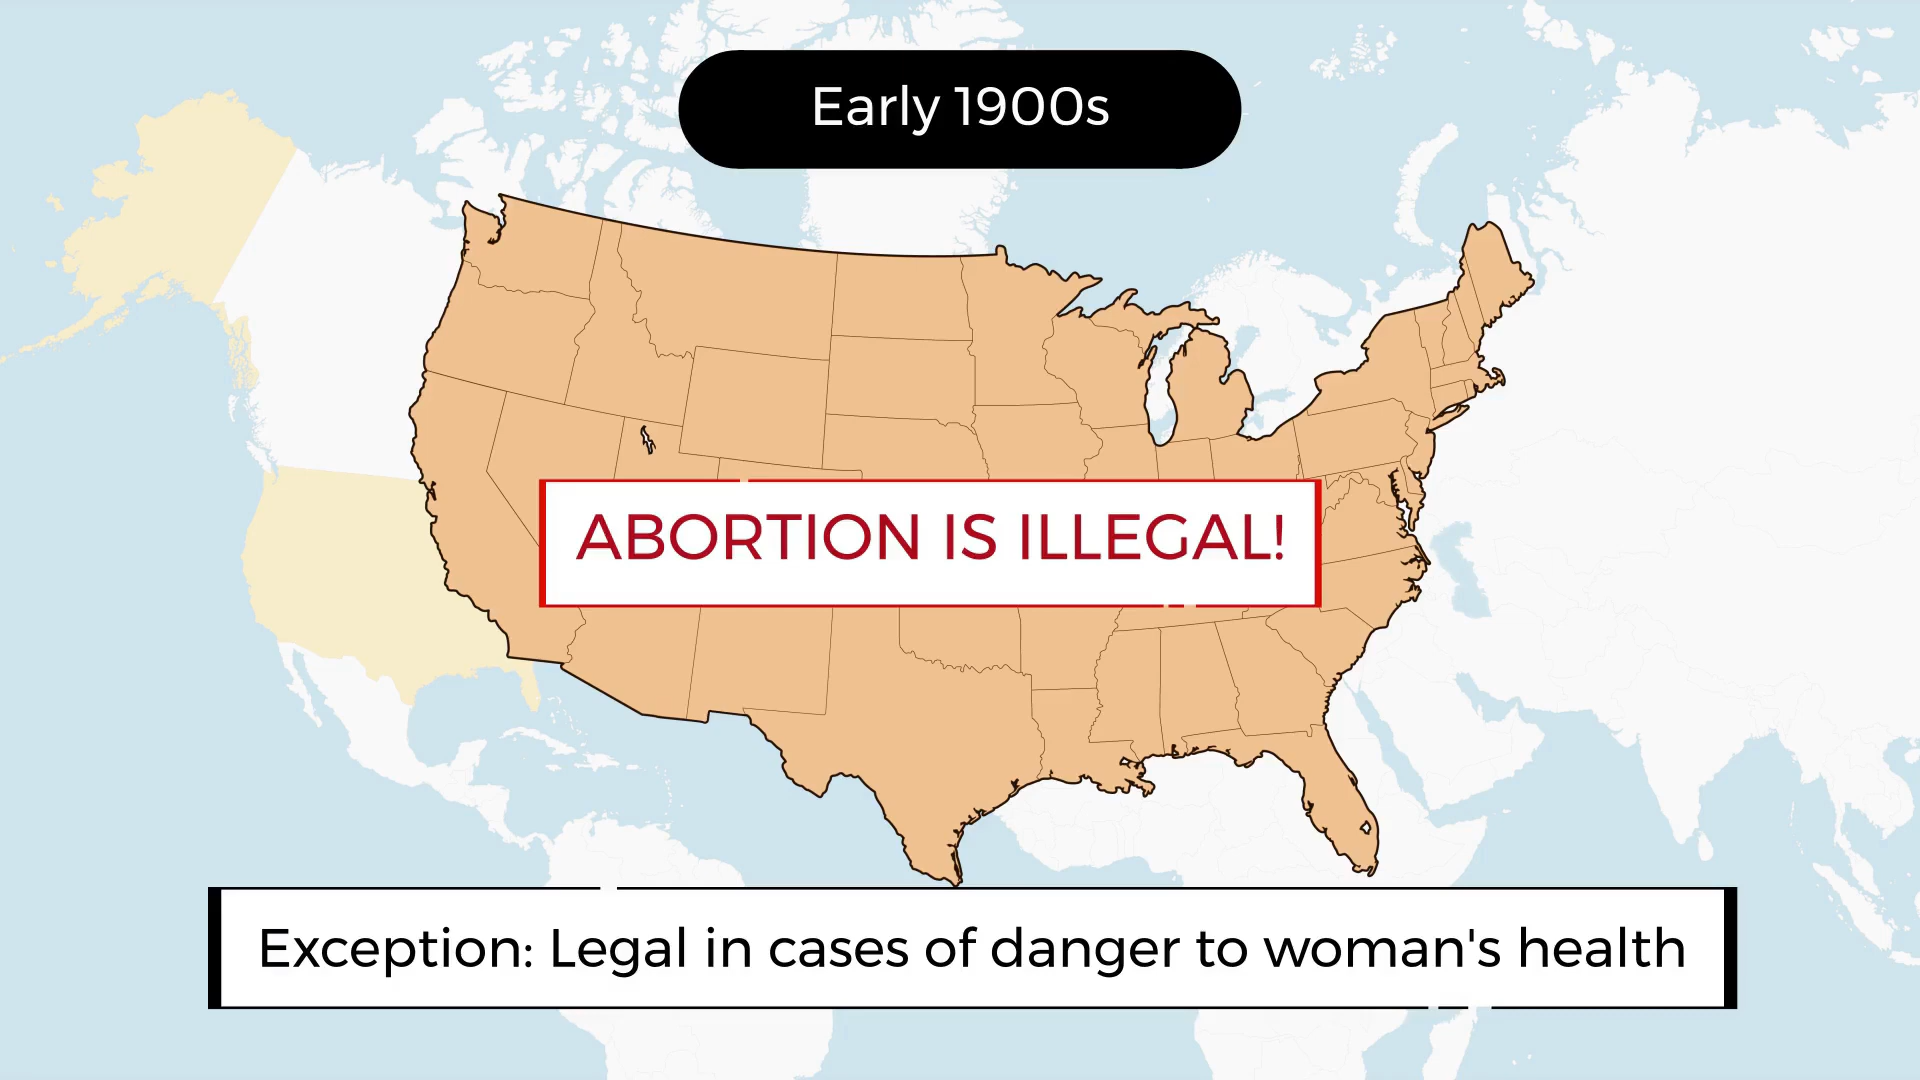 Early 1900s
ABORTION IS ILLEGAL!
Exception: Legal in cases of danger to woman's health